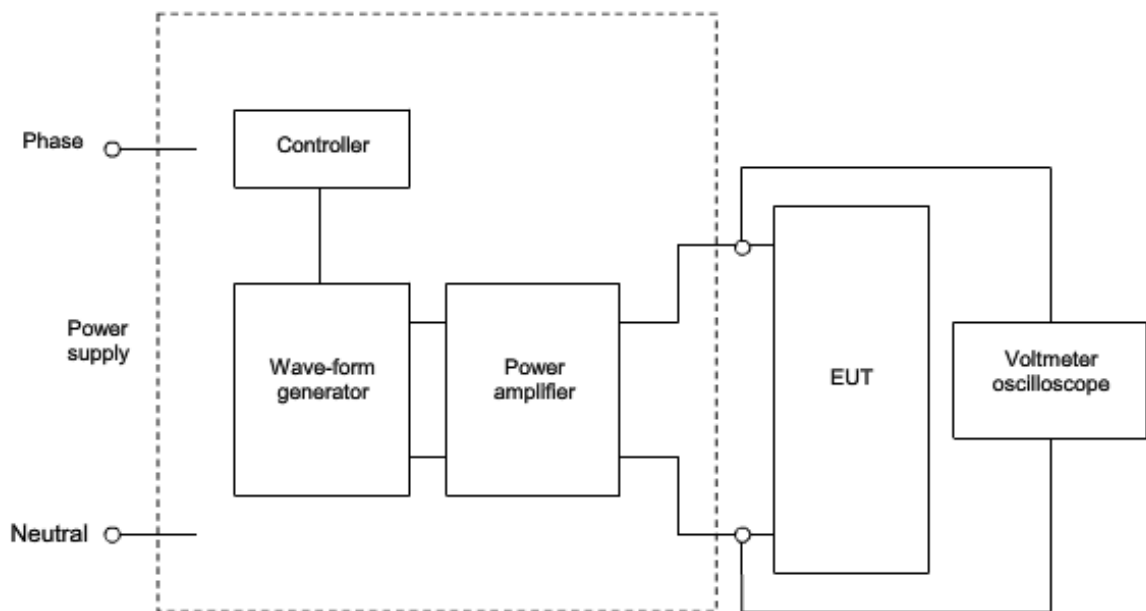 Phase
Controller
Power
supply
Wave-form
generator
Power
amplifier
EUT
Voltmeter
oscilloscope
Neutral